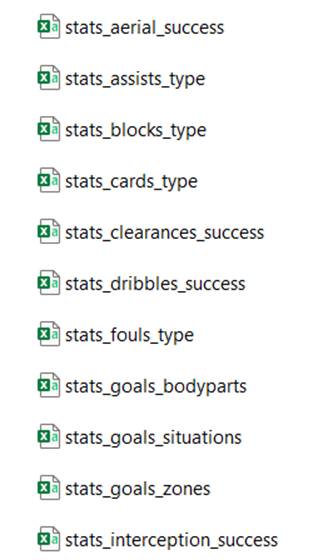 stats_aerial_success
stats_assists_type
stats_blocks_type
stats_cards_type
stats_clearances_success
stats_dribbles_success
stats_fouls_type
stats_goals_bodyparts
stats_goals_situations
stats_goals_zones
stats_interception_success